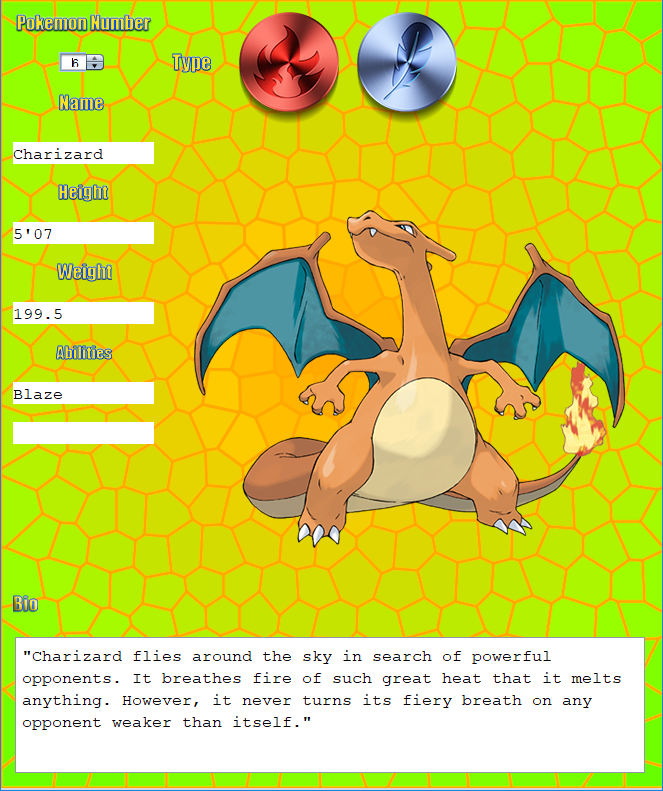 Pokemon Number
6
Type
Name
Charizard
Height
5'07
Weight
199.5
Abilities
Blaze
Bio
"Charizard flies around the sky in search of powerful
opponents. It breathes fire of such great heat that it melts
anything. However, it never turns its fiery breath on any
opponent weaker than itself."